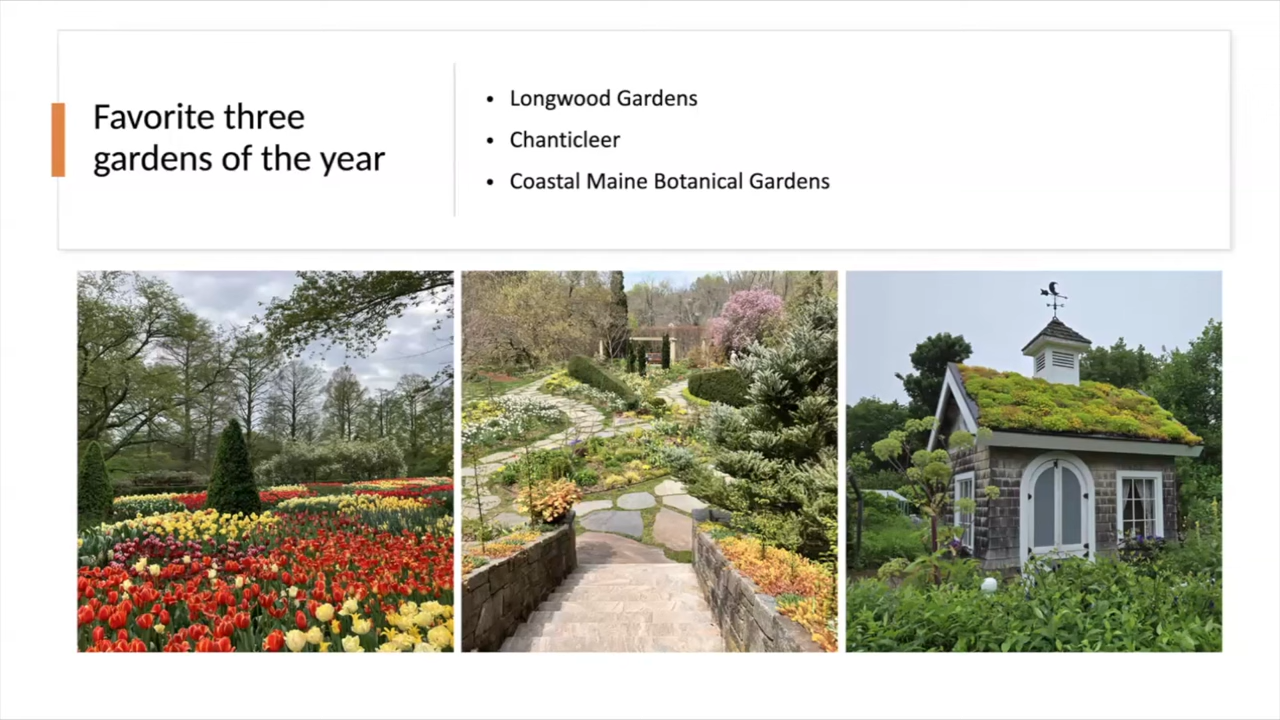 Favorite three
gardens of the year
• Longwood Gardens
• Chanticleer
• Coastal Maine Botanical Gardens